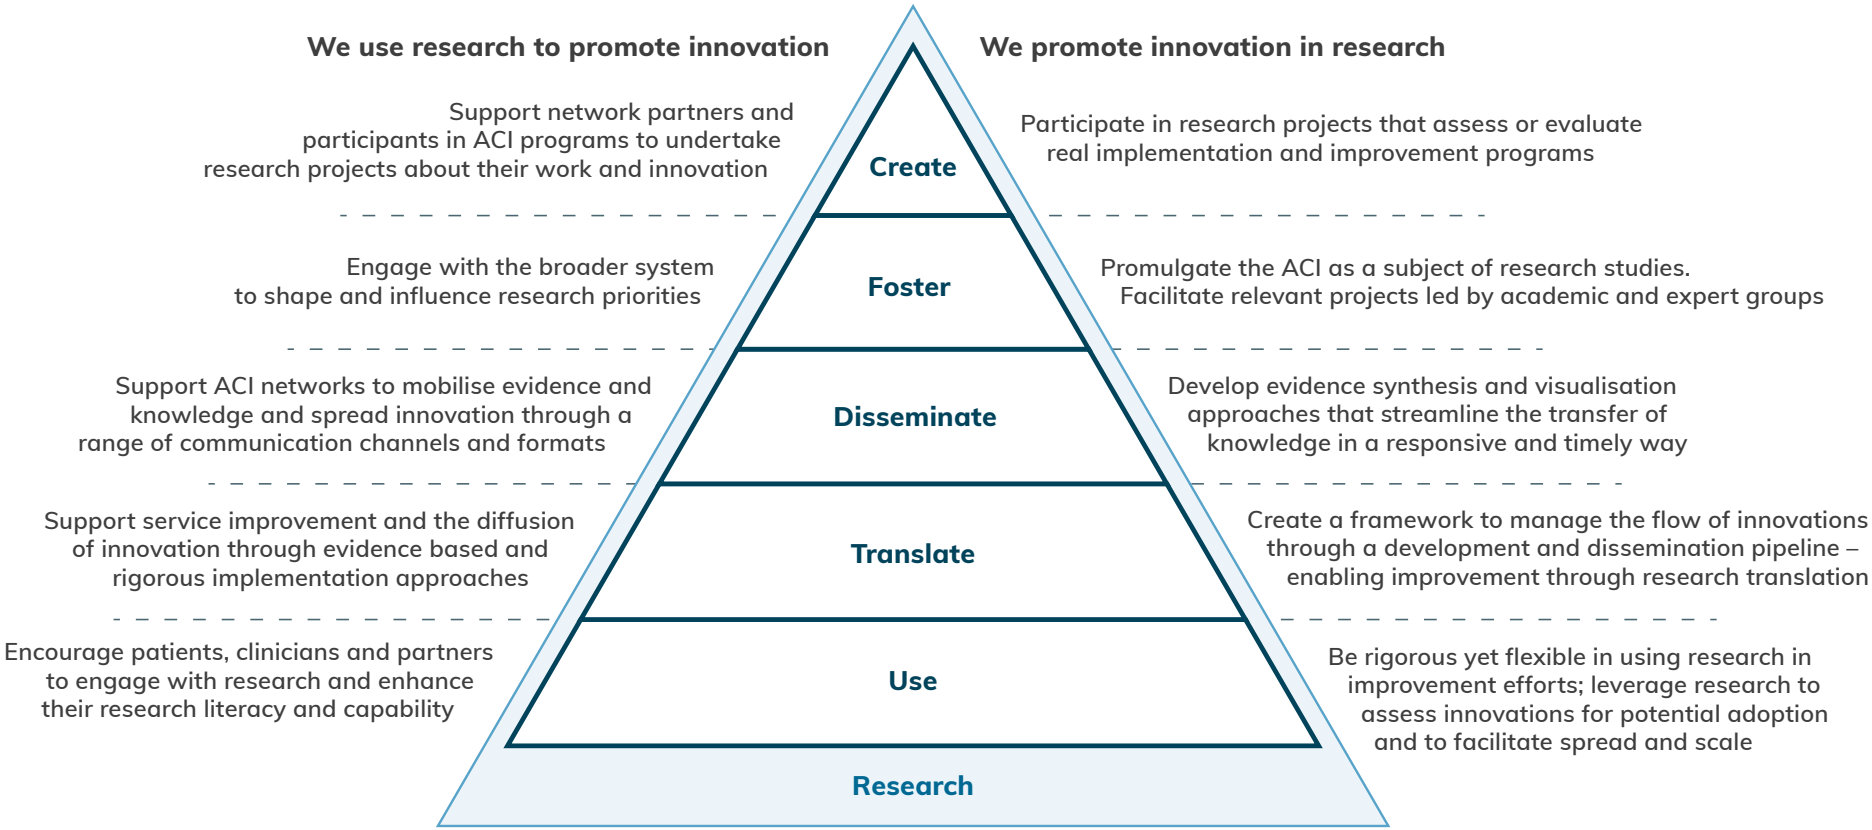 We use research to promote innovation
We promote innovation in research
Support network partners and
participants in ACI programs to undertake
research projects about their work and innovation
Create
Participate in research projects that assess or evaluate
real implementation and improvement programs
Engage with the broader system
to shape and influence research priorities
Foster
Promulgate the ACI as a subject of research studies.
Facilitate relevant projects led by academic and expert groups
Support ACI networks to mobilise evidence and
knowledge and spread innovation through a
range of communication channels and formats
Disseminate
Develop evidence synthesis and visualisation
approaches that streamline the transfer of
knowledge in a responsive and timely way
Support service improvement and the diffusion
of innovation through evidence based and
rigorous implementation approaches
Translate
Create a framework to manage the flow of innovations
through a development and dissemination pipeline –
enabling improvement through research translation
Encourage patients, clinicians and partners
to engage with research and enhance
their research literacy and capability
Use
Be rigorous yet flexible in using research in
improvement efforts; leverage research to
assess innovations for potential adoption
and to facilitate spread and scale
Research